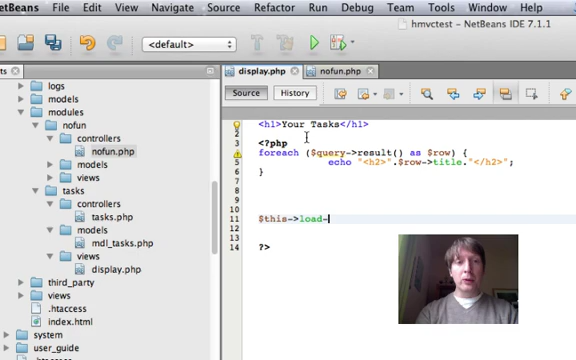 NetBeans File Edit View Navigate Source Refactor Run Debug Team Tools Window H
hmvctest - NetBeans IDE 7.1.1
<default>
ts
display.php
nofun.php
Source
History
logs
models
modules
nofun
controllers
nofun.php
models
views
tasks
controllers
tasks.php
models
mdl_tasks.php
views
display.php
third_party
views
.htaccess
index.html
system
user_guide
.htaccess
<h1>Your Tasks</h1>
2
3 <?php
foreach ($query->result() as $row) {
5 echo "<h2>".$row->title."</h2>";
6 }
7
8
9
10
11 $this->load-
12
13
14 ?>